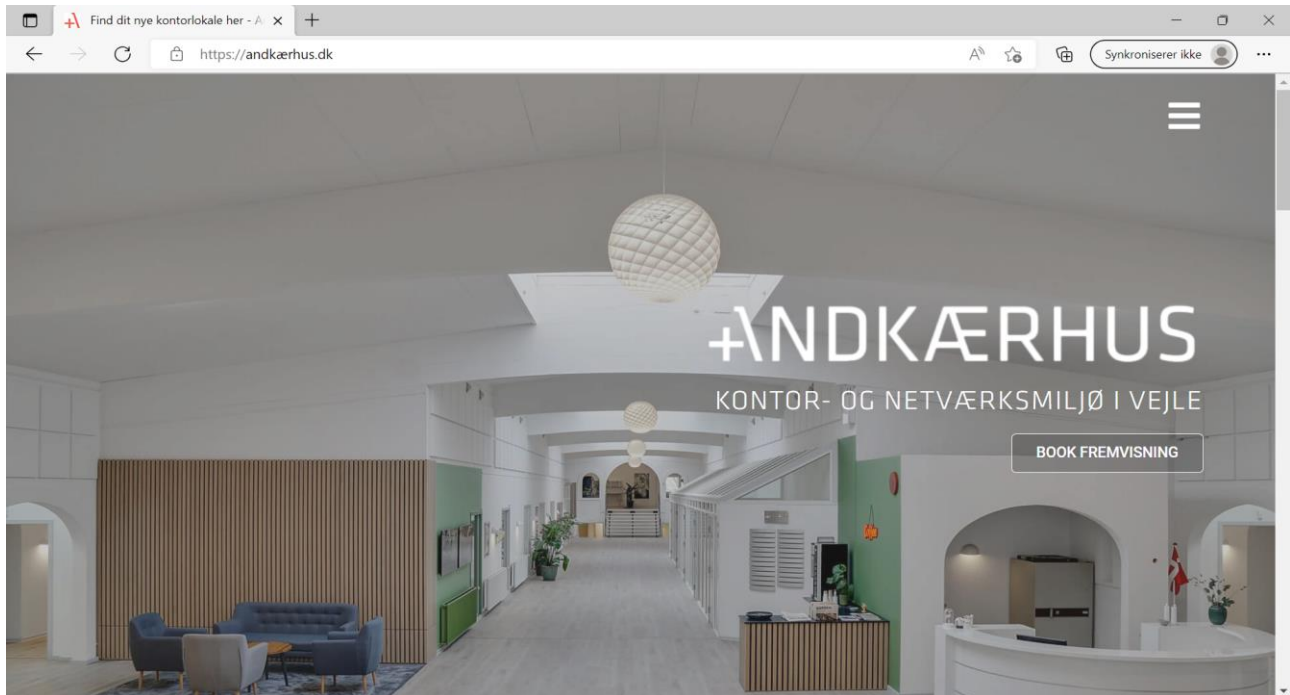 Find dit nye kontorlokale her - A
https://andkærhus.dk
Synkroniserer ikke
ANDKÆRHUS
KONTOR- OG NETVÆRKSMILJØ I VEJLE
BOOK FREMVISNING